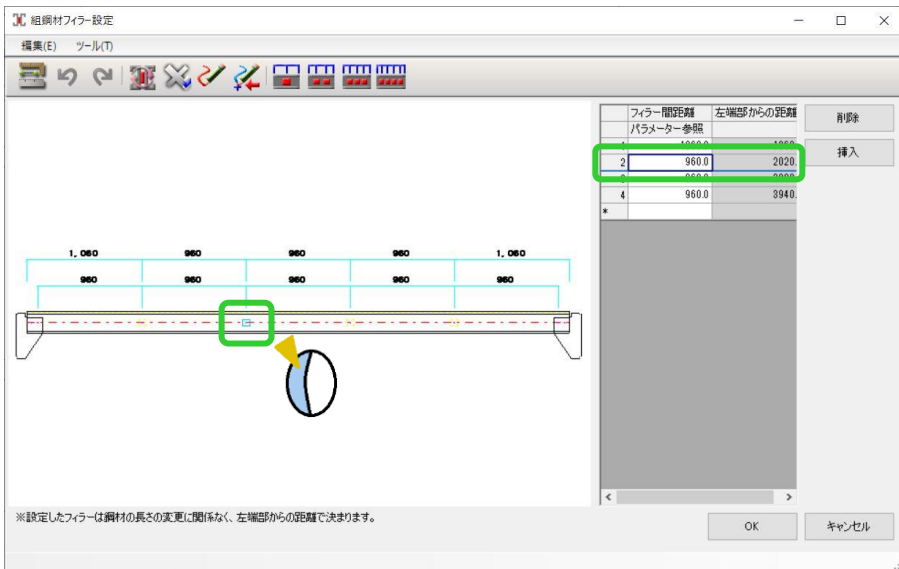 組鋼材フィラー設定
編集(E) ツール(T)
フィラー間距離 左端部からの距離
パラメーター参照
2 960.0 2020.
4 960.0 3940.
*
削除
挿入
1,060 960 960 960 1,060
960 960 960 960 960
※設定したフィラーは鋼材の長さの変更に関係なく、左端部からの距離で決まります。
OK キャンセル